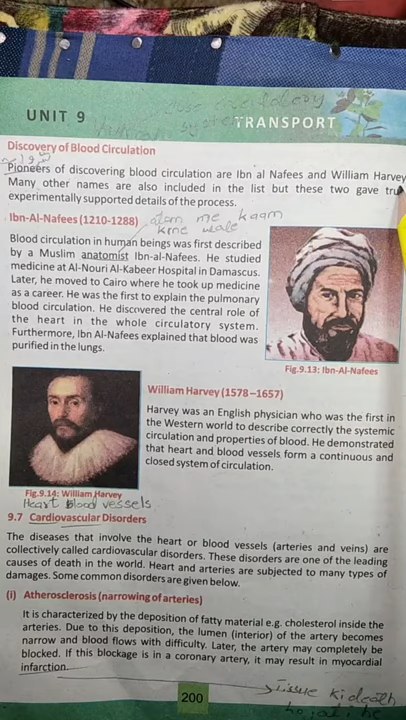 UNIT 9
TRANSPORT
Discovery of Blood Circulation
Pioneers of discovering blood circulation are Ibn al Nafees and William Harvey
Many other names are also included in the list but these two gave tru
experimentally supported details of the process.
Ibn-Al-Nafees (1210-1288)
me kaam
krne wale
Blood circulation in human beings was first described
by a Muslim anatomist Ibn-al-Nafees. He studied
medicine at Al-Nouri Al-Kabeer Hospital in Damascus.
Later, he moved to Cairo where he took up medicine
as a career. He was the first to explain the pulmonary
blood circulation. He discovered the central role of
the heart in the whole circulatory system.
Furthermore, Ibn Al-Nafees explained that blood was
purified in the lungs.
Fig.9.13: Ibn-Al-Nafees
William Harvey (1578–1657)
Harvey was an English physician who was the first in
the Western world to describe correctly the systemic
circulation and properties of blood. He demonstrated
that heart and blood vessels form a continuous and
closed system of circulation.
Fig.9.14: William Harvey
Heart Blood vessels
9.7 Cardiovascular Disorders
The diseases that involve the heart or blood vessels (arteries and veins) are
collectively called cardiovascular disorders. These disorders are one of the leading
causes of death in the world. Heart and arteries are subjected to many types of
damages. Some common disorders are given below.
(i) Atherosclerosis (narrowing of arteries)
It is characterized by the deposition of fatty material e.g. cholesterol inside the
arteries. Due to this deposition, the lumen (interior) of the artery becomes
narrow and blood flows with difficulty. Later, the artery may completely be
blocked. If this blockage is in a coronary artery, it may result in myocardial
infarction.
Tissue ki death
200
ho jati he